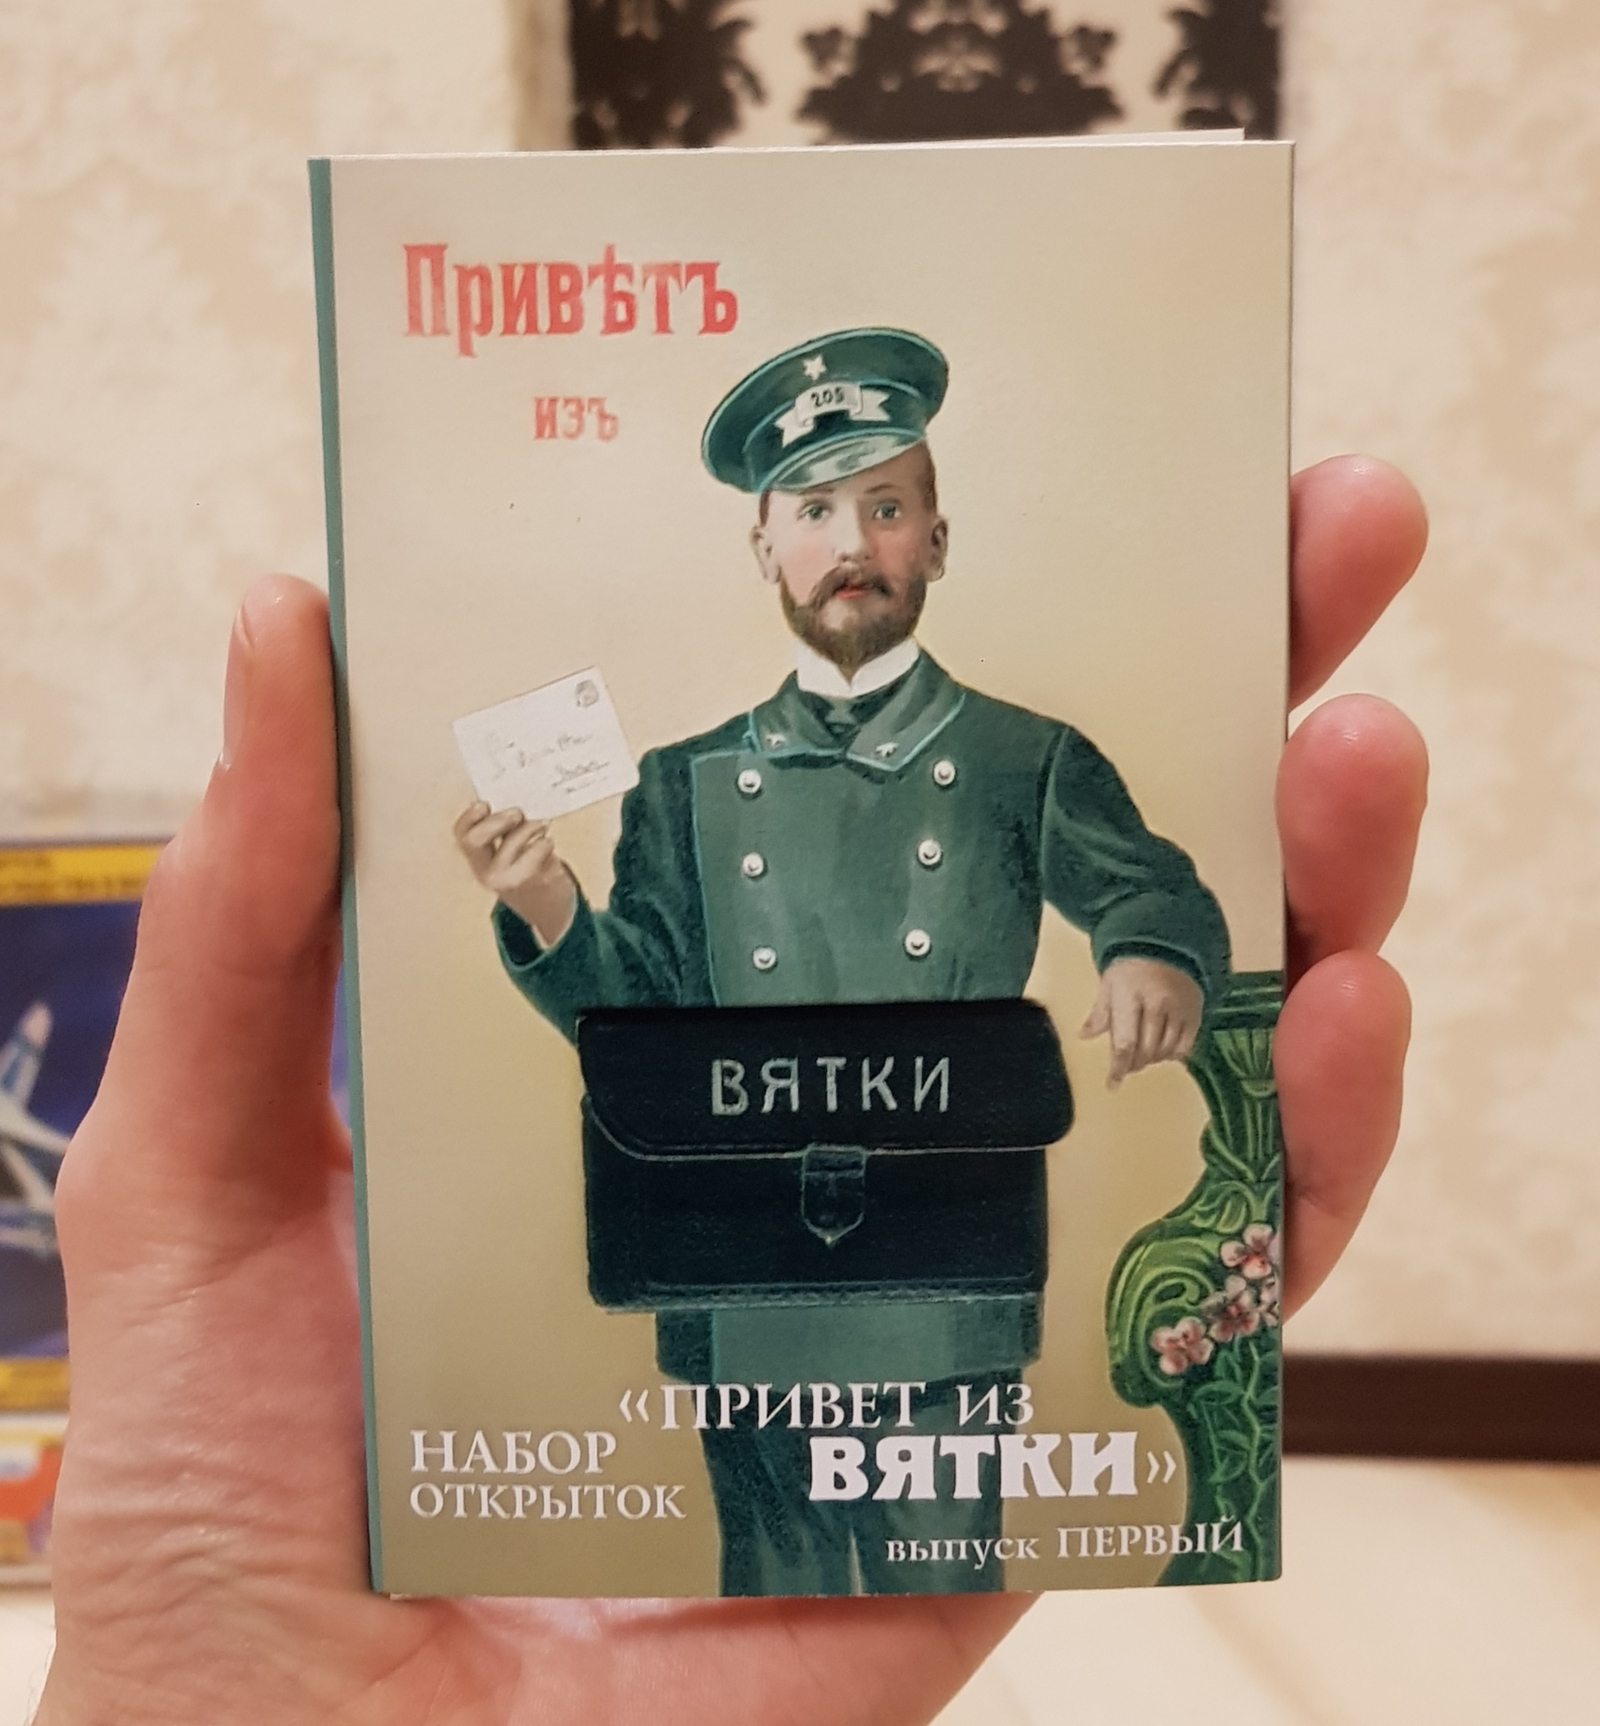 Привѣтъ
изъ
205
ВЯТКИ
«ПРИВЕТ ИЗ
ВЯТКИ»
НАБОР
ОТКРЫТОК
выпуск ПЕРВЫЙ